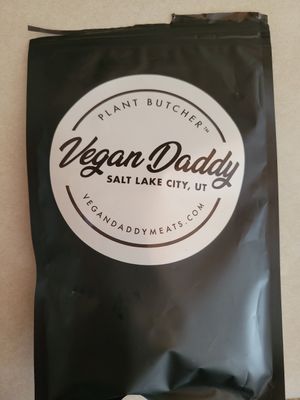 PLANT BUTCHER™
Vegan Daddy
SALT LAKE CITY, UT
VEGANDADDYMEATS.COM